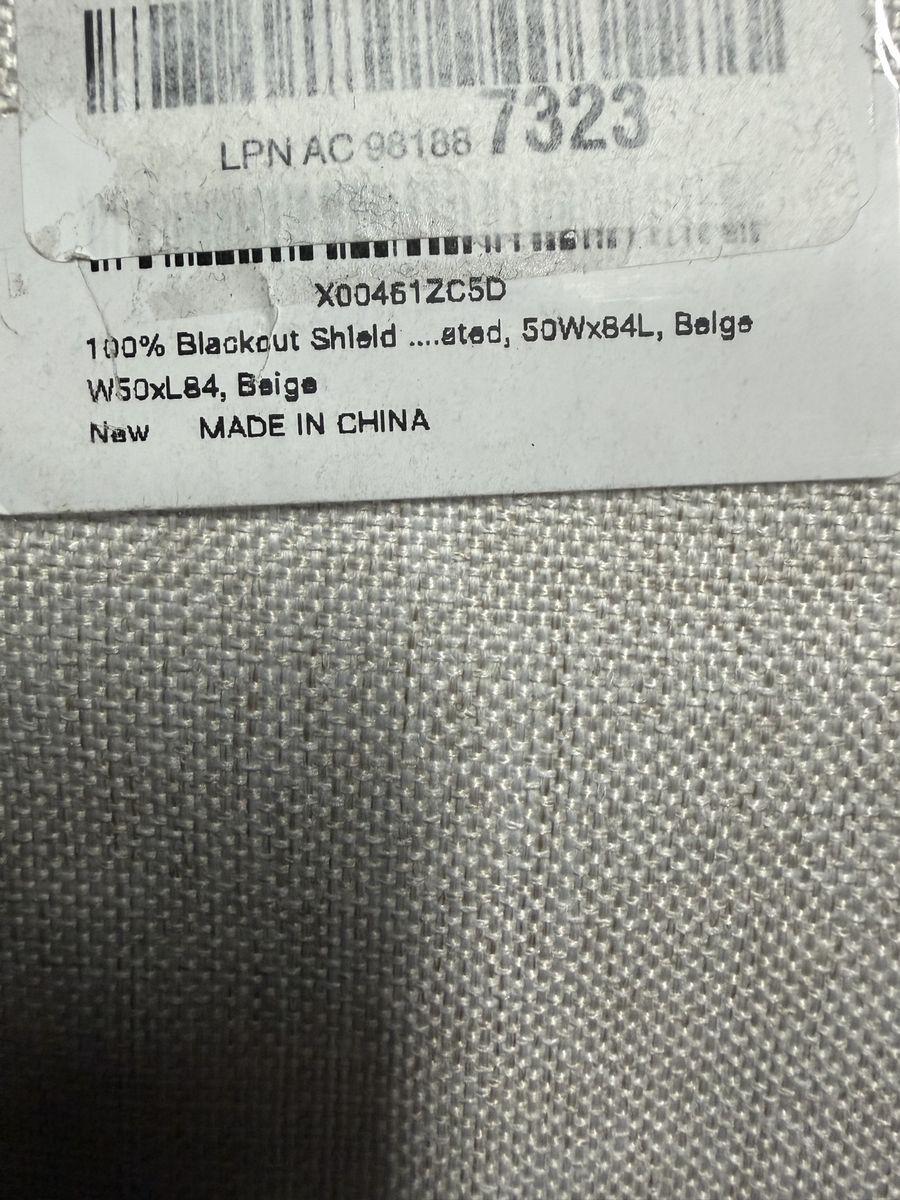 LPN AC 98188 7323
X00461ZC5D
100% Blackout Shield ....ated, 50Wx84L, Beige
W50xL84, Beige
New MADE IN CHINA